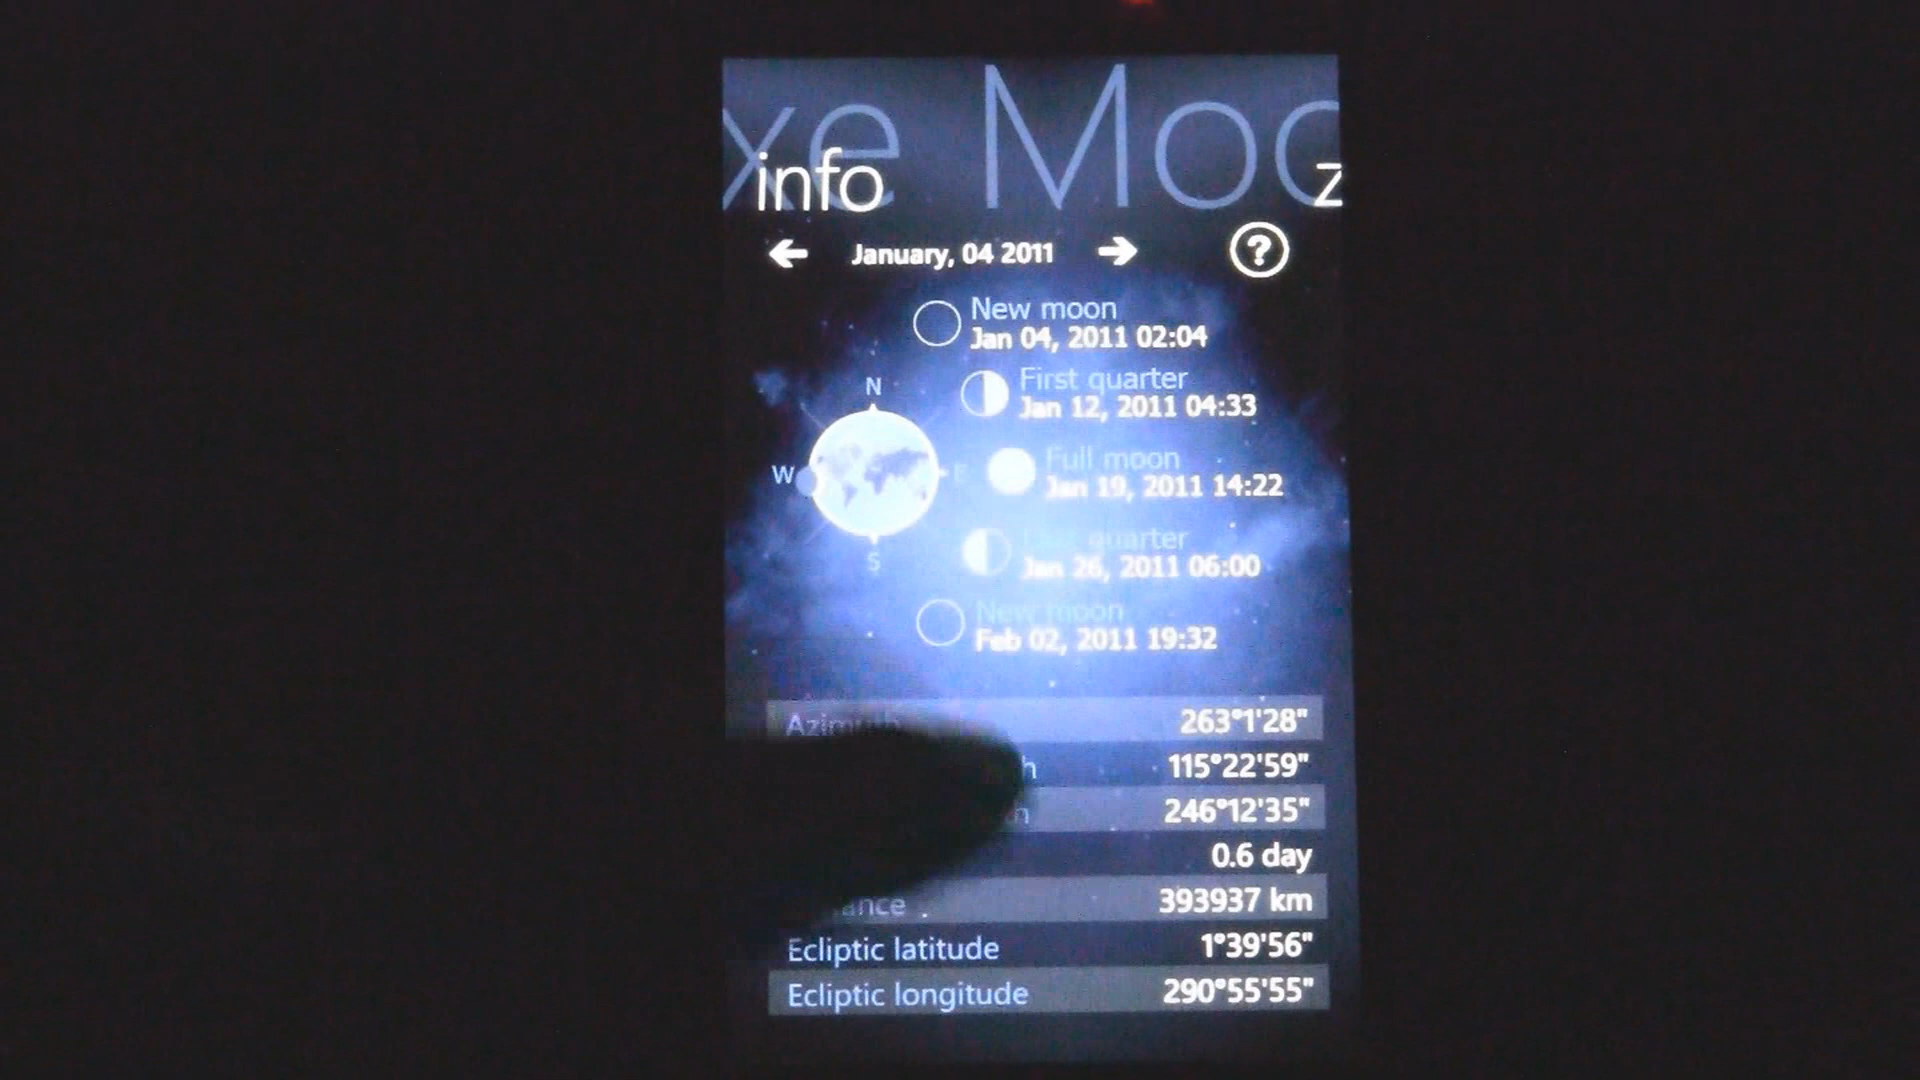 xe Moo
info
z
January, 04 2011
?
New moon
Jan 04, 2011 02:04
First quarter
Jan 12, 2011 04:33
N
W
E
S
Full moon
Jan 19, 2011 14:22
quarter
Jan 26, 2011 06:00
New moon
Feb 02, 2011 19:32
Azimuth 263°1'28"
115°22'59"
246°12'35"
0.6 day
393937 km
Ecliptic latitude 1°39'56"
Ecliptic longitude 290°55'55"